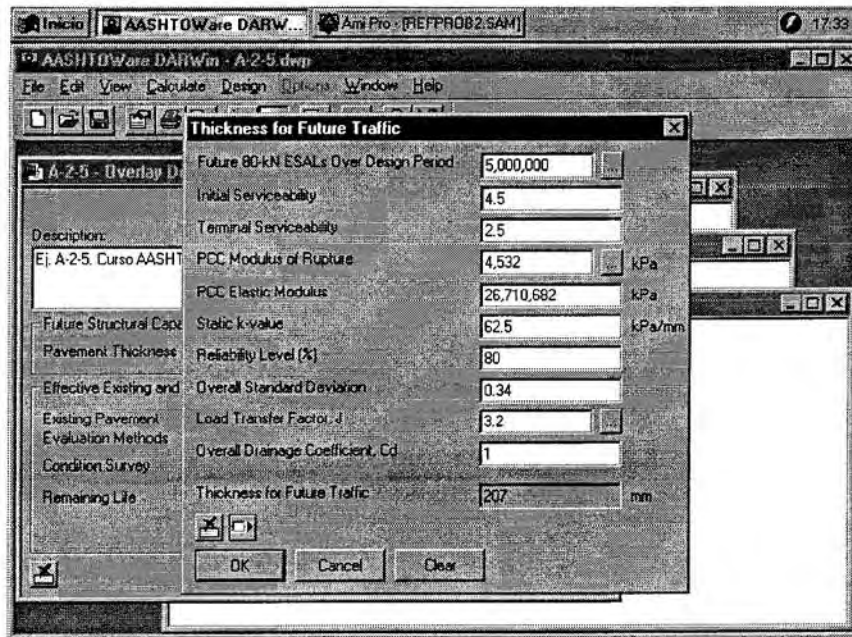 Inicio
AASHTOWare DARW...
Ami Pro - [REFPROB2.SAM]
17:33
AASHTOWare DARWin - A-2-5.dwp
File Edit View Calculate Design Options Window Help
Thickness for Future Traffic
Future 80-kN ESALs Over Design Period 5,000,000 ...
Initial Serviceability 4.5
Terminal Serviceability 2.5
PCC Modulus of Rupture 4,532 ... kPa
PCC Elastic Modulus 26,710,682 kPa
Static k-value 62.5 kPa/mm
Reliability Level (%) 80
Overall Standard Deviation 0.34
Load Transfer Factor, J 3.2 ...
Overall Drainage Coefficient, Cd 1
Thickness for Future Traffic 207 mm
OK Cancel Clear
A-2-5 - Overlay D
Description:
Ej. A-2-5. Curso AASHT
Future Structural Capa
Pavement Thickness
Effective Existing and
Existing Pavement
Evaluation Methods
Condition Survey
Remaining Life